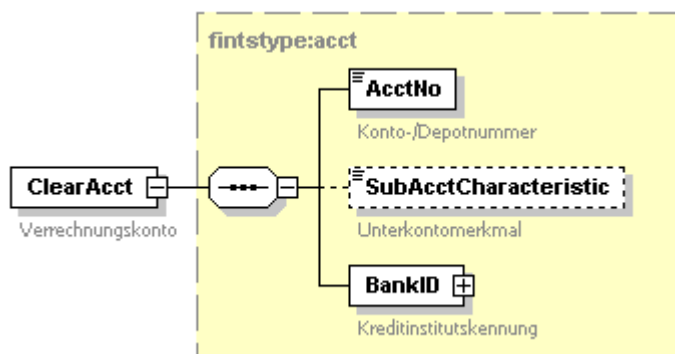 fintstype:acct
AcctNo
Konto-/Depotnummer
ClearAcct
Verrechnungskonto
SubAcctCharacteristic
Unterkontomerkmal
BankID
Kreditinstitutskennung